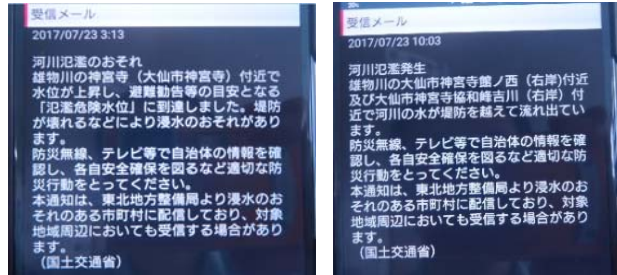 受信メール
2017/07/23 3:13
河川氾濫のおそれ
雄物川の神宮寺(大仙市神宮寺)付近で
水位が上昇し、避難勧告等の目安となる
「氾濫危険水位」に到達しました。堤防
が壊れるなどにより浸水のおそれがあり
ます。
防災無線、テレビ等で自治体の情報を確
認し、各自安全確保を図るなど適切な防
災行動をとってください。
本通知は、東北地方整備局より浸水のお
それのある市町村に配信しており、対象
地域周辺においても受信する場合があり
ます。
(国土交通省)
受信メール
2017/07/23 10:03
河川氾濫発生
雄物川の大仙市神宮寺館ノ西(右岸)付近
及び大仙市神宮寺協和峰吉川(右岸)付
近で河川の水が堤防を越えて流れ出てい
ます。
防災無線、テレビ等で自治体の情報を確
認し、各自安全確保を図るなど適切な防
災行動をとってください。
本通知は、東北地方整備局より浸水のお
それのある市町村に配信しており、対象
地域周辺においても受信する場合があり
ます。
(国土交通省)